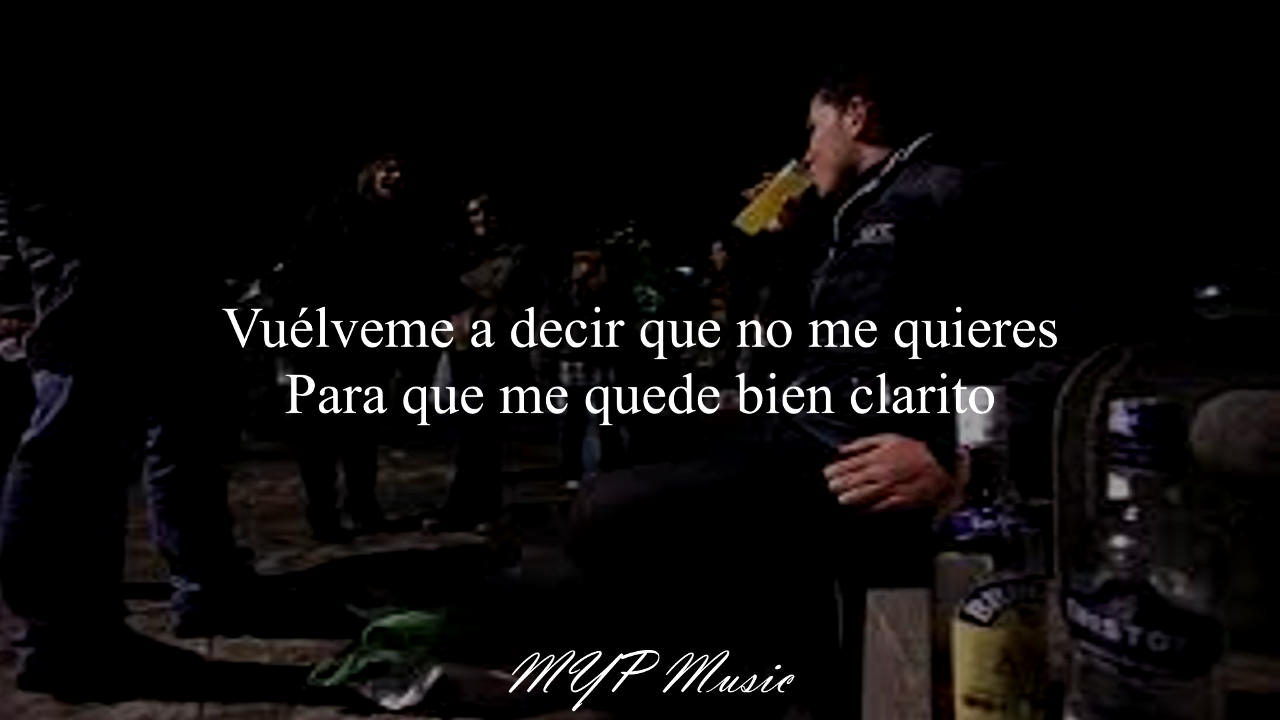 Vuélveme a decir que no me quieres
Para que me quede bien clarito
MYP Music